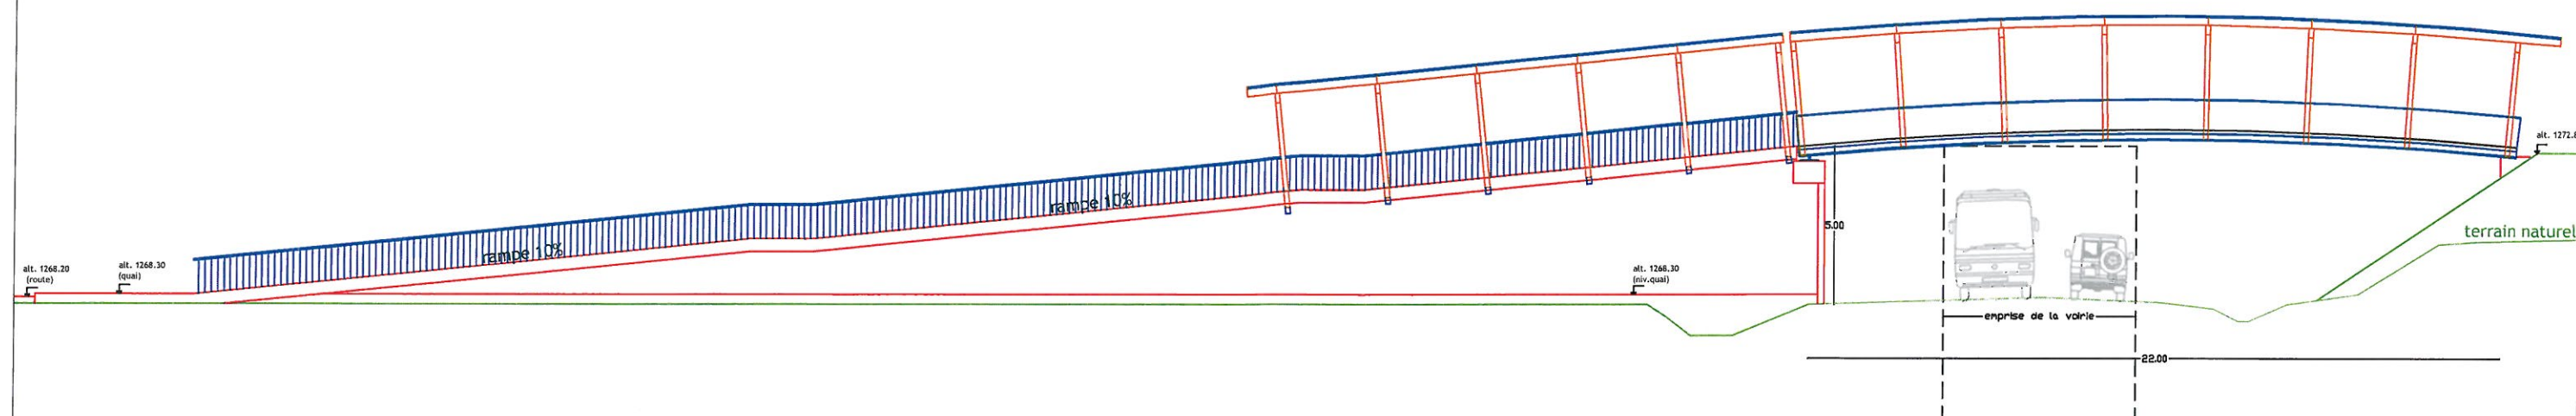 alt. 1268.20
(route)
alt. 1268.30
(quai)
rampe 10%
rampe 10%
alt. 1268.30
(niv.quai)
5.00
emprise de la voirie
22.00
alt. 1272.8
terrain naturel